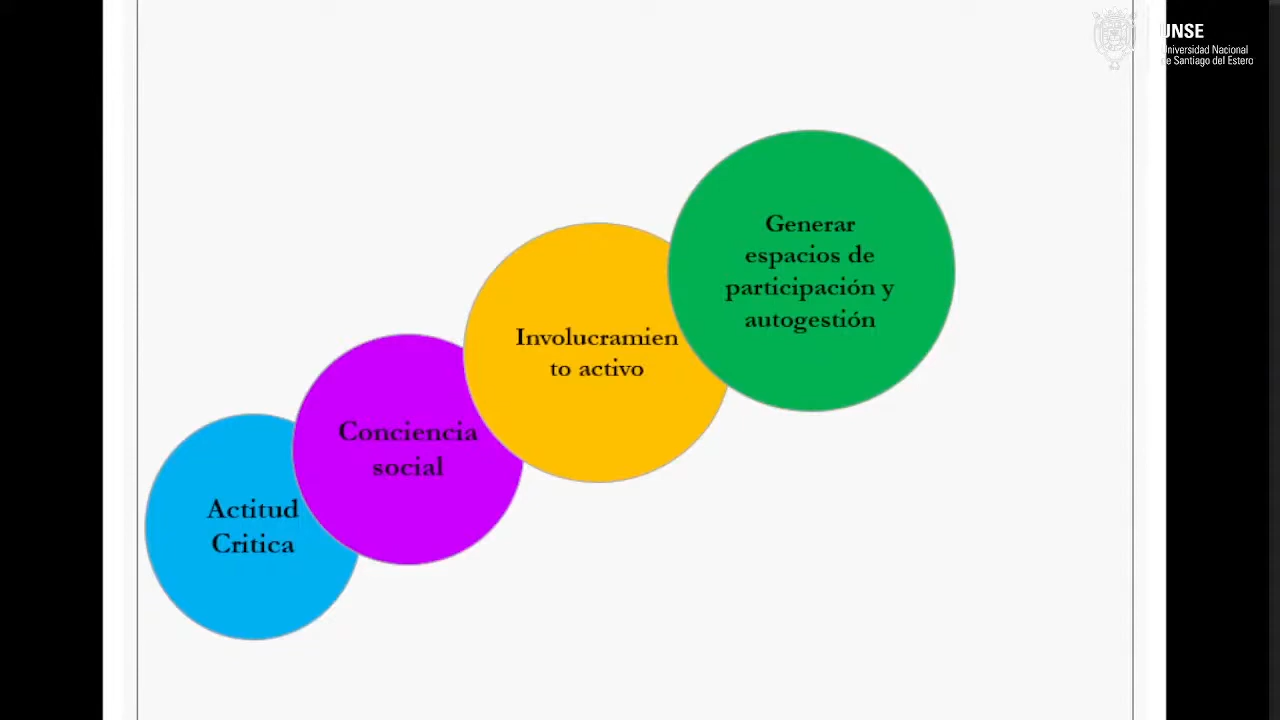 UNSE
Universidad Nacional
de Santiago del Estero
Generar
espacios de
participación y
autogestión
Involucramien
to activo
Conciencia
social
Actitud
Critica